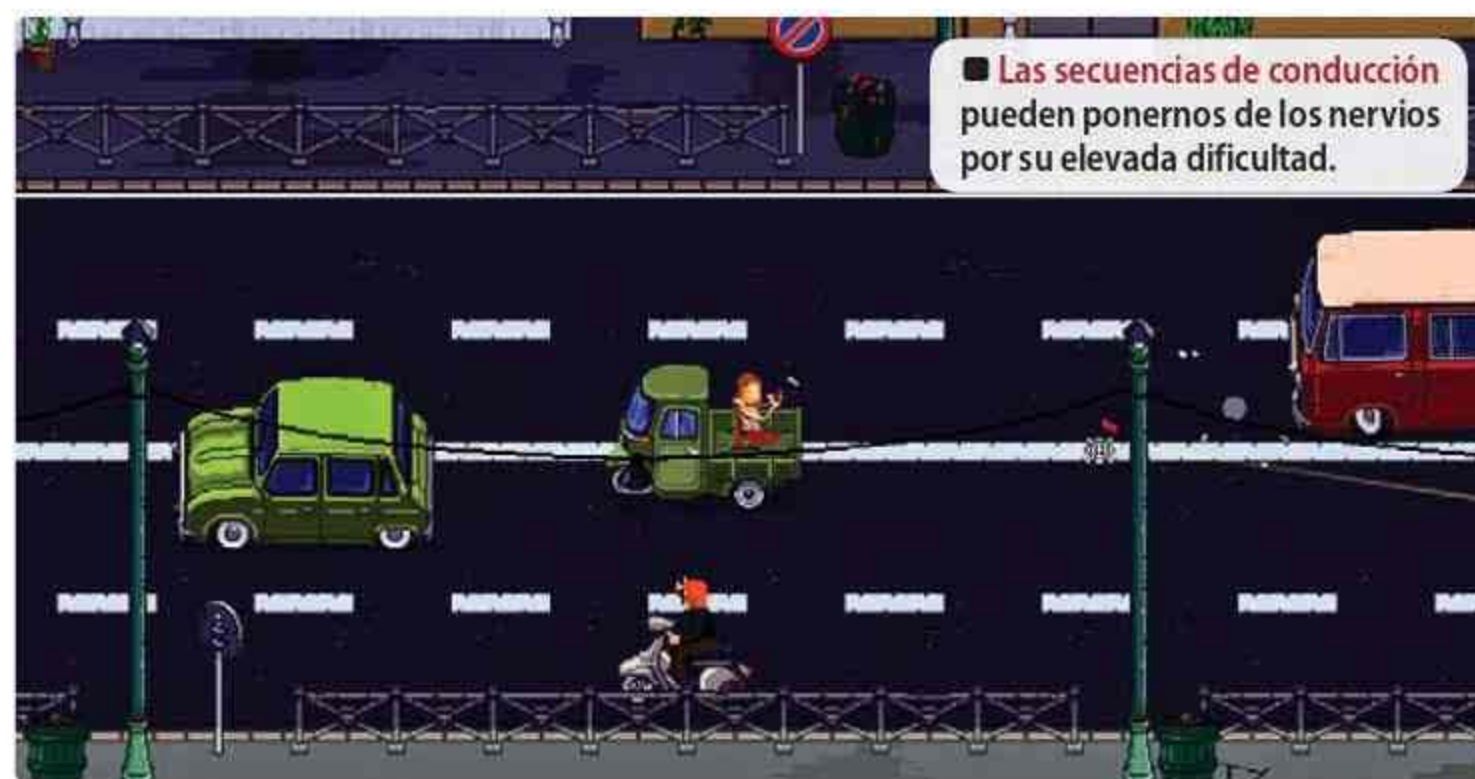 Las secuencias de conducción
pueden ponernos de los nervios
por su elevada dificultad.